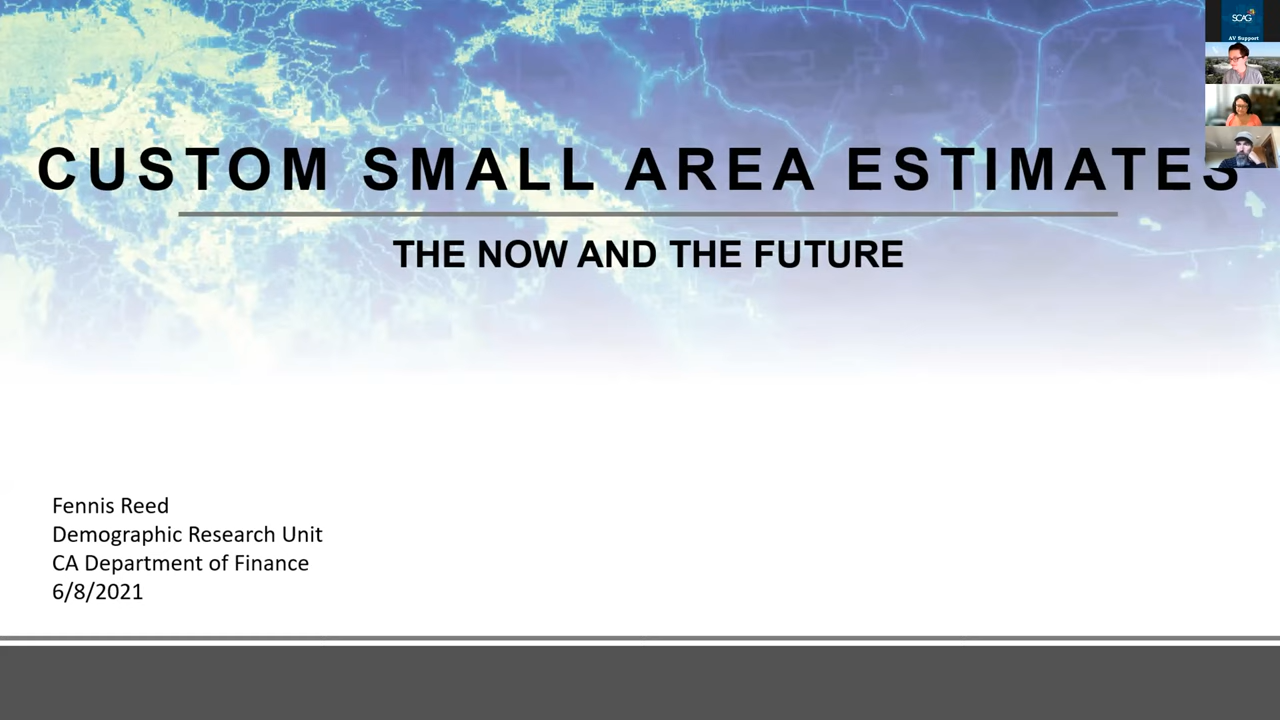 SCAG
AV Support
CUSTOM SMALL AREA ESTIMATES
THE NOW AND THE FUTURE
Fennis Reed
Demographic Research Unit
CA Department of Finance
6/8/2021